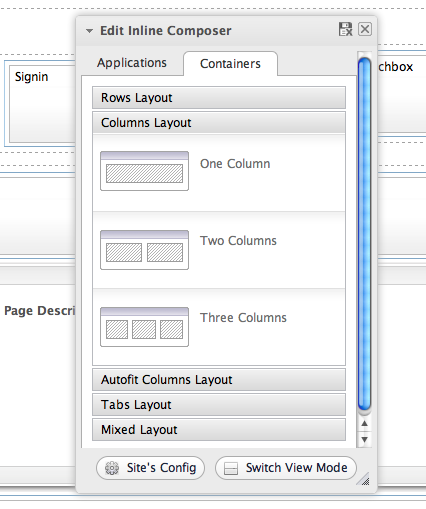 Edit Inline Composer
Signin
chbox
Applications
Containers
Rows Layout
Columns Layout
One Column
Two Columns
Three Columns
Page Descri
Autofit Columns Layout
Tabs Layout
Mixed Layout
Site's Config
Switch View Mode